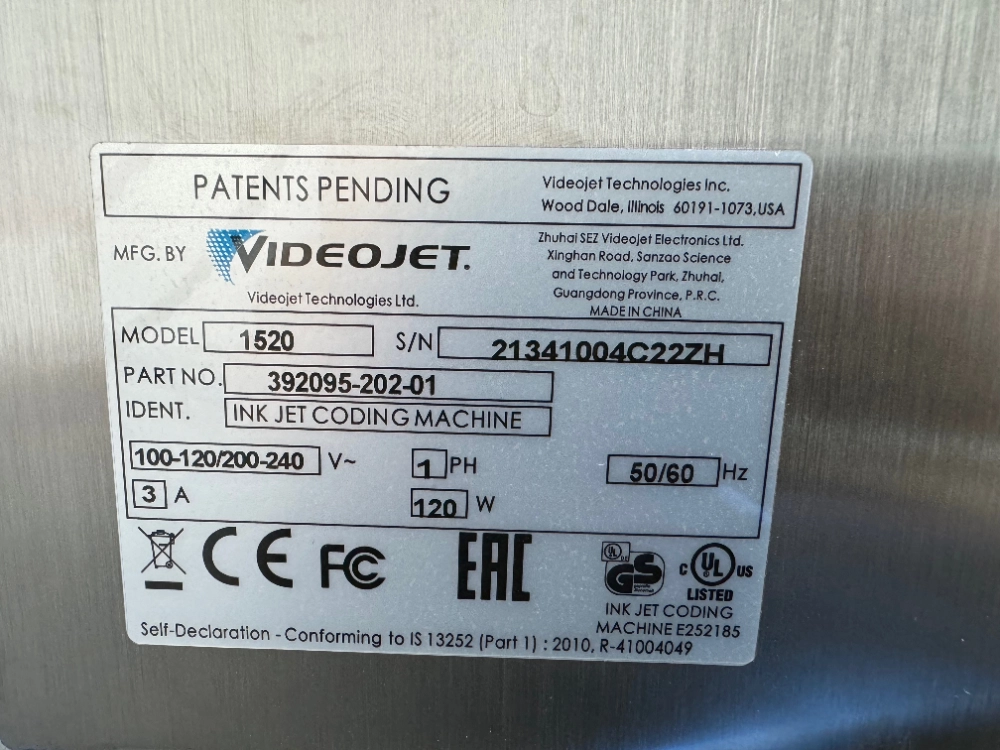 PATENTS PENDING
Videojet Technologies Inc.
Wood Dale, Illinois 60191-1073,USA
MFG. BY VIDEOJET.
Videojet Technologies Ltd.
Zhuhai SEZ Videojet Electronics Ltd.
Xinghan Road, Sanzao Science
and Technology Park, Zhuhai,
Guangdong Province, P.R.C.
MADE IN CHINA
MODEL 1520 S/N 21341004C22ZH
PART NO. 392095-202-01
IDENT. INK JET CODING MACHINE
100-120/200-240 V~ 1 PH 50/60 Hz
3 A 120 W
CE FC EAC GS c UL US
LISTED
INK JET CODING
MACHINE E252185
Self-Declaration - Conforming to IS 13252 (Part 1) : 2010, R-41004049